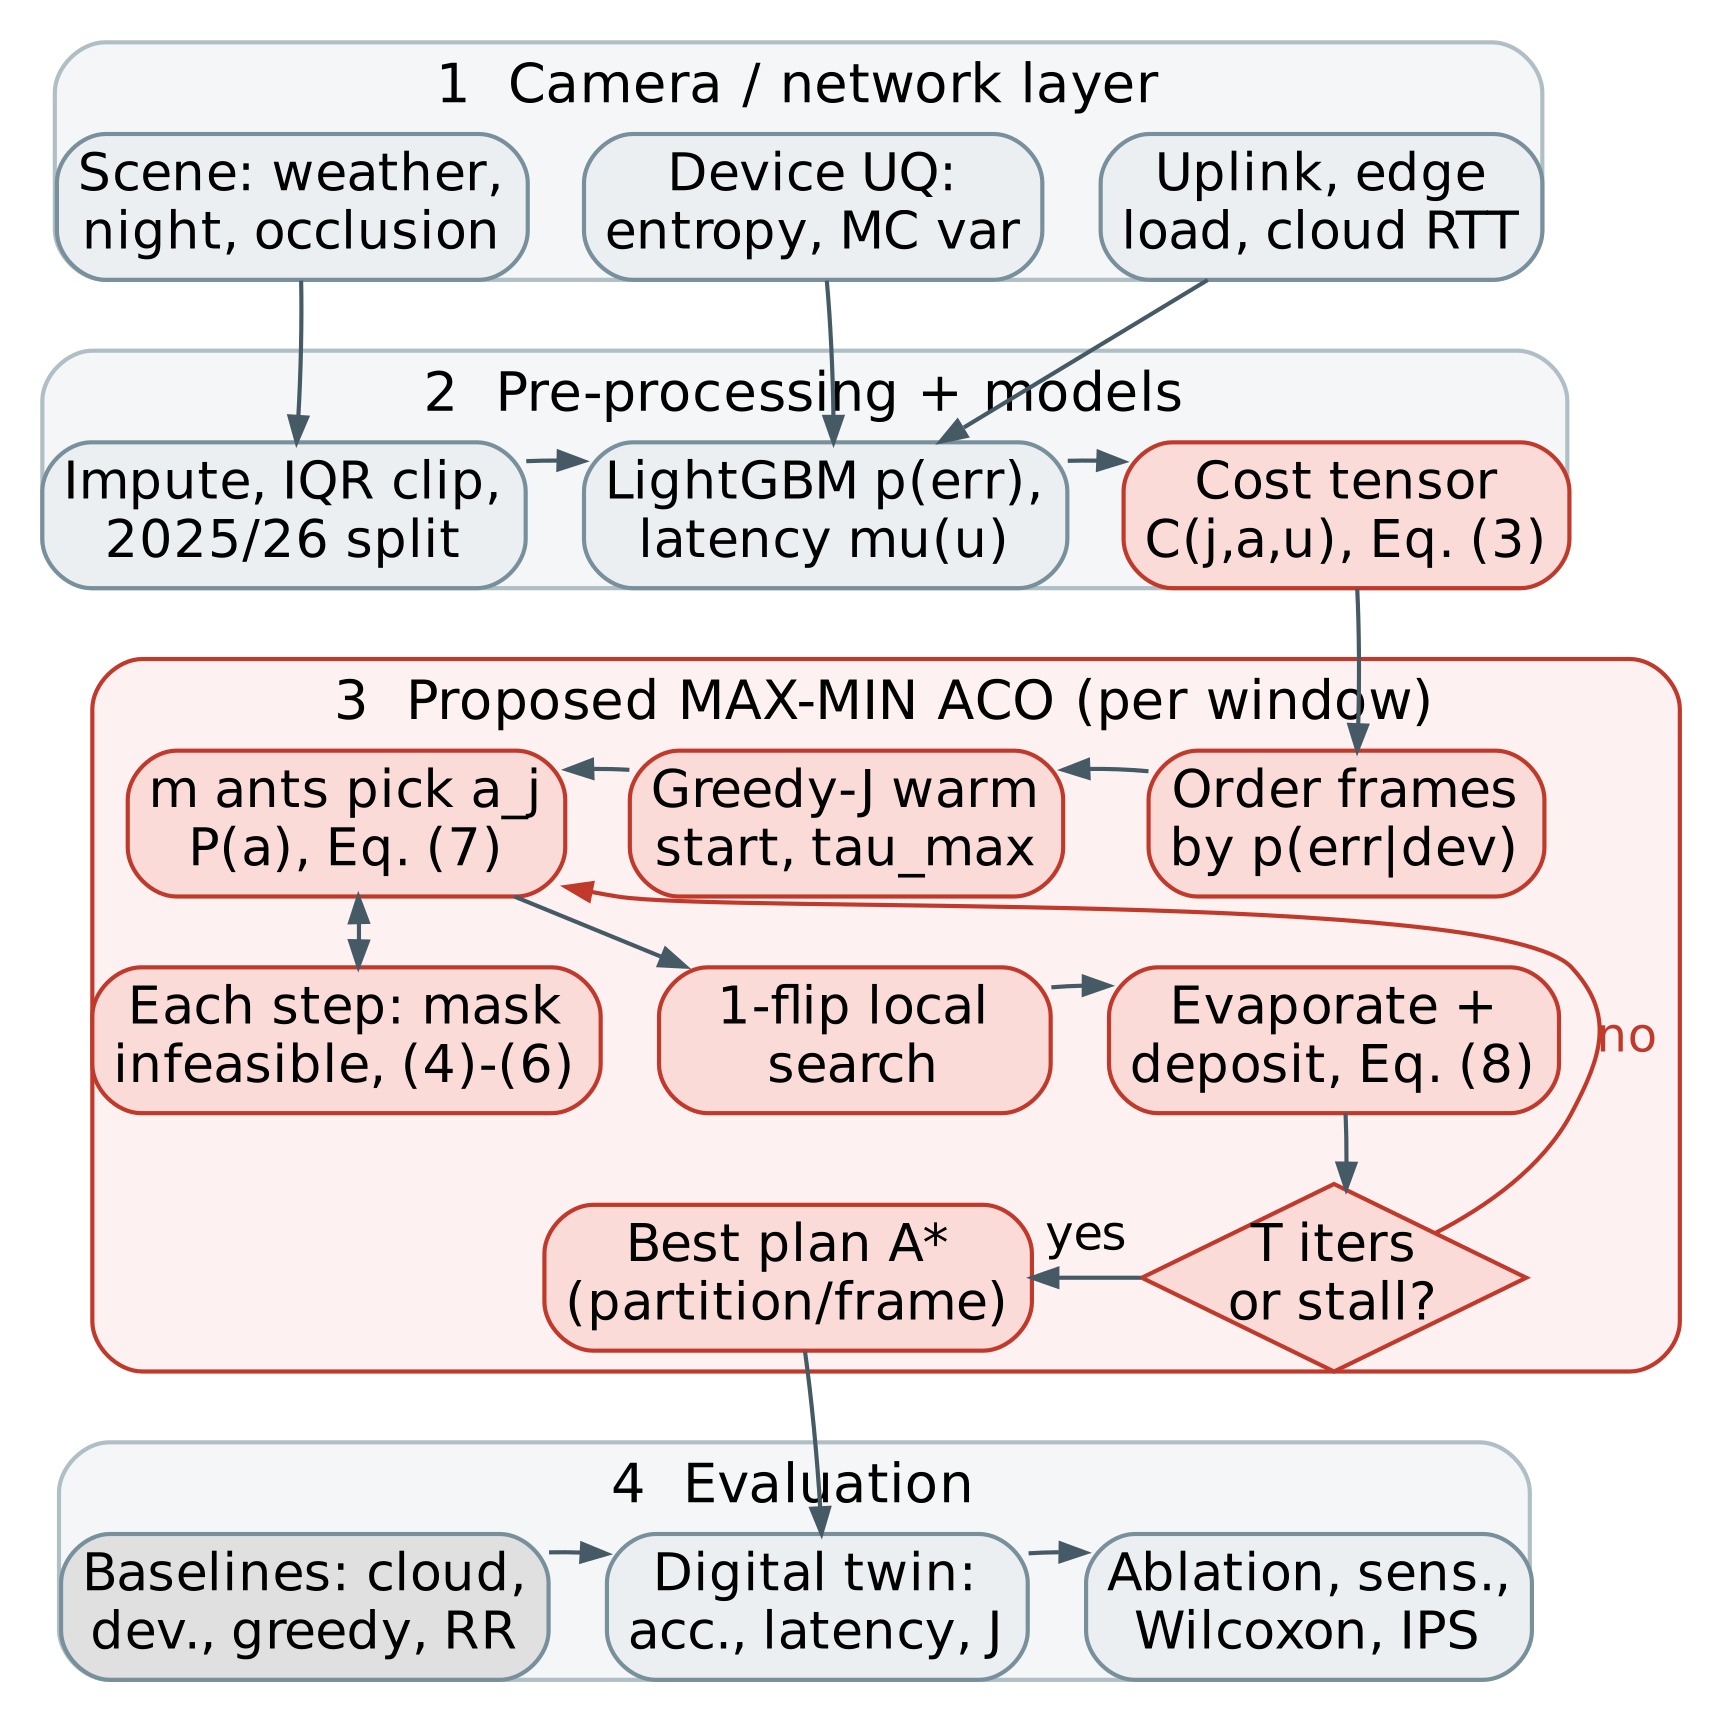 1 Camera / network layer
Scene: weather,
night, occlusion
Device UQ:
entropy, MC var
Uplink, edge
load, cloud RTT
2 Pre-processing + models
Impute, IQR clip,
2025/26 split
LightGBM p(err),
latency mu(u)
Cost tensor
C(j,a,u), Eq. (3)
3 Proposed MAX-MIN ACO (per window)
m ants pick a_j
P(a), Eq. (7)
Greedy-J warm
start, tau_max
Order frames
by p(err|dev)
Each step: mask
infeasible, (4)-(6)
1-flip local
search
Evaporate +
deposit, Eq. (8)
no
Best plan A*
(partition/frame)
yes
T iters
or stall?
4 Evaluation
Baselines: cloud,
dev., greedy, RR
Digital twin:
acc., latency, J
Ablation, sens.,
Wilcoxon, IPS